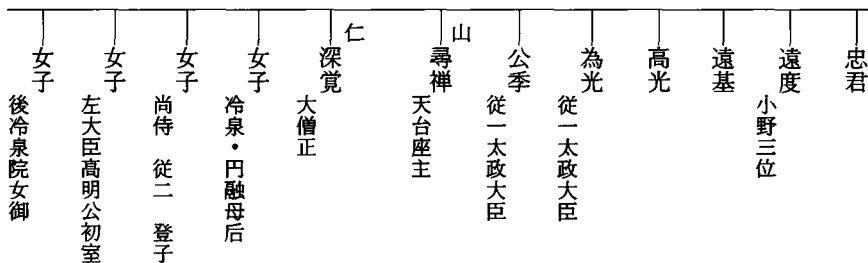 忠君
遠度
小野三位
遠基
高光
為光
従一太政大臣
公季
従一太政大臣
山
尋禅
天台座主
仁
深覚
大僧正
女子
冷泉・円融母后
女子
尚侍 従二 登子
女子
左大臣高明公初室
女子
後冷泉院女御